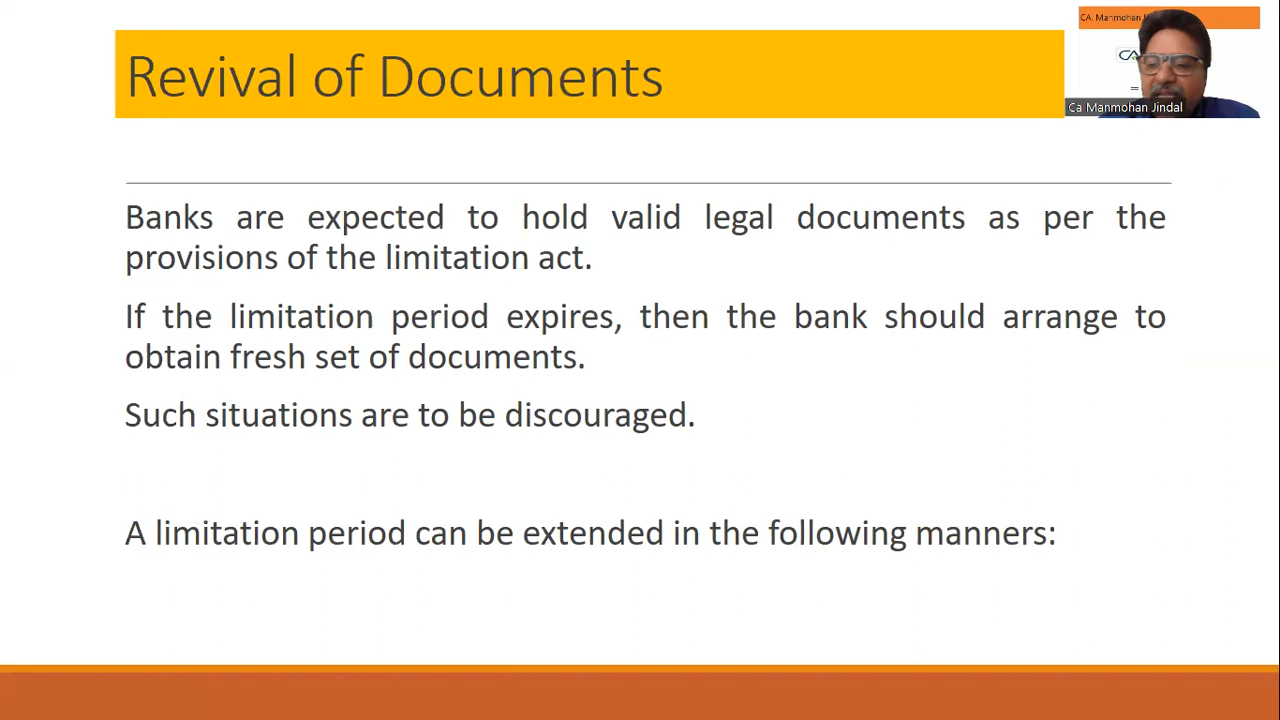 Revival of Documents
CA. Manmohan
CA
Ca Manmohan Jindal
Banks are expected to hold valid legal documents as per the
provisions of the limitation act.
If the limitation period expires, then the bank should arrange to
obtain fresh set of documents.
Such situations are to be discouraged.
A limitation period can be extended in the following manners: